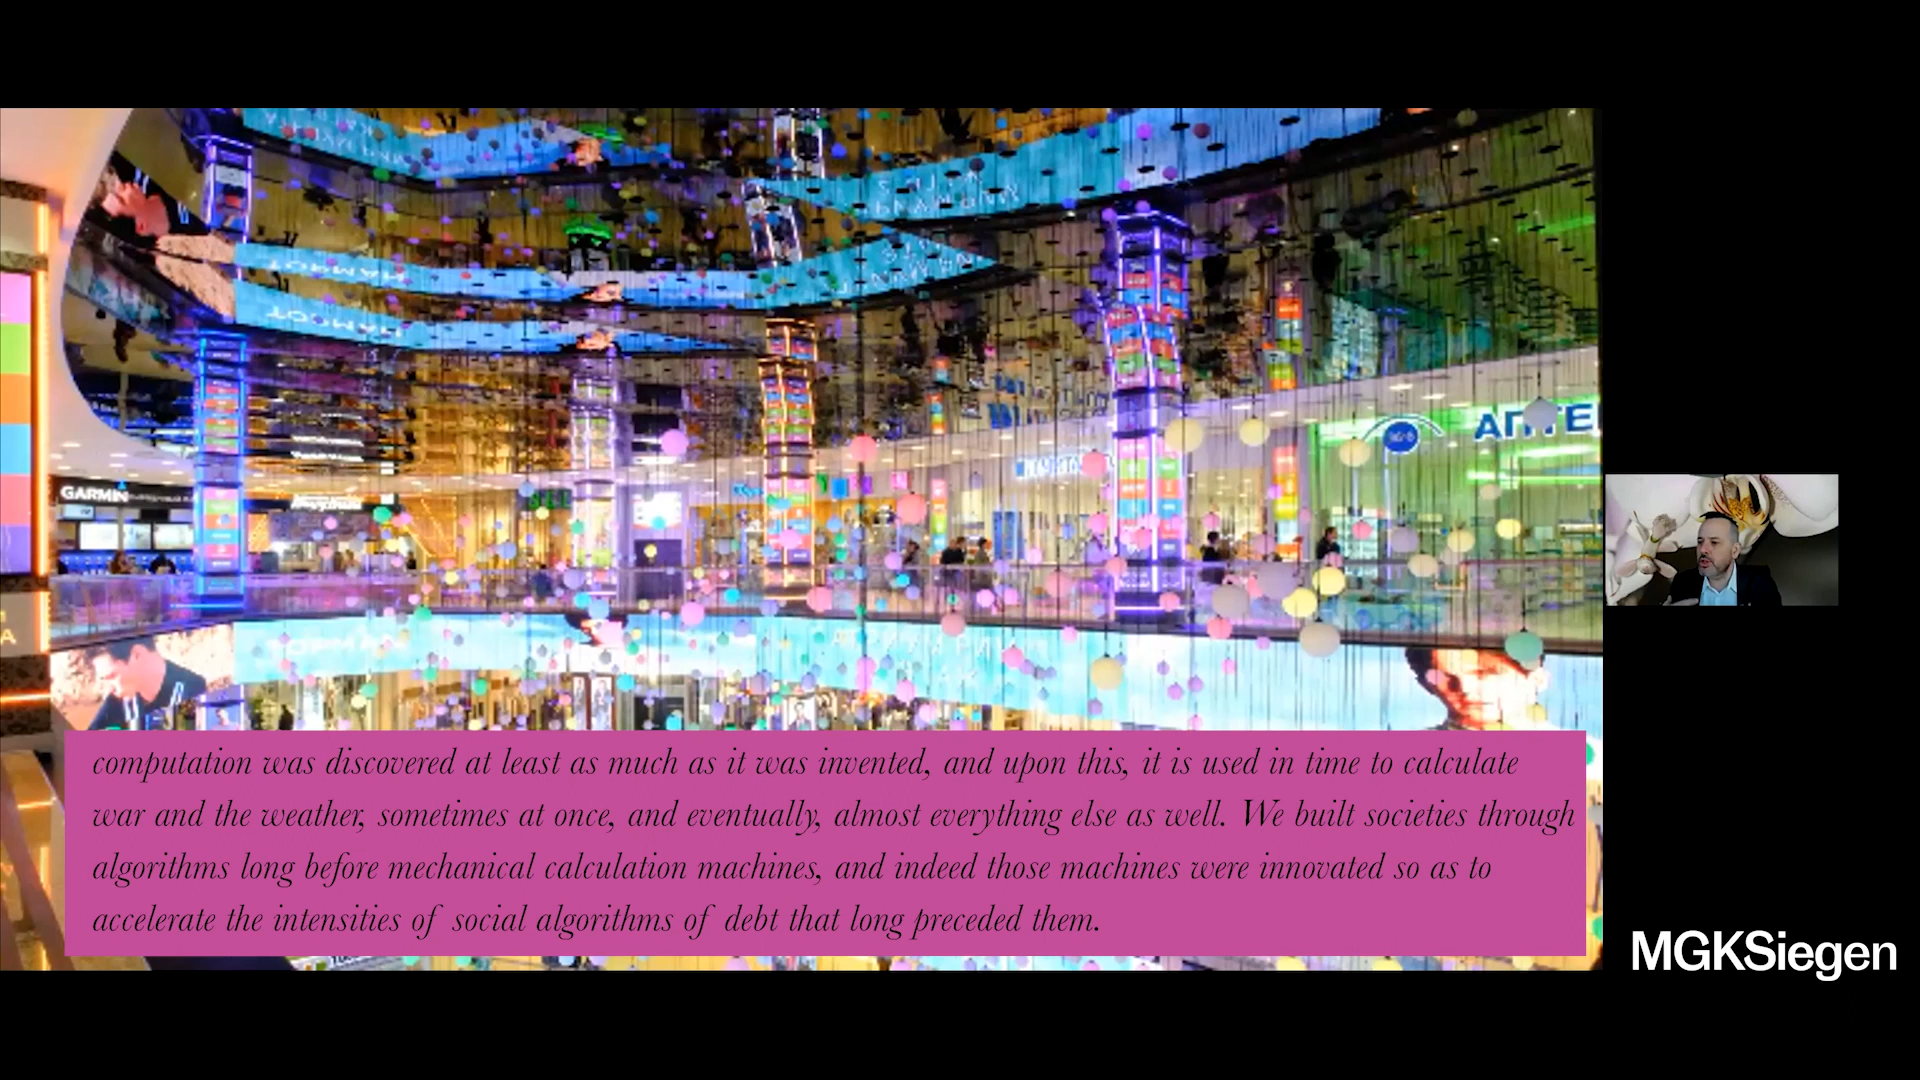 GARMIN
АПТЕ
computation was discovered at least as much as it was invented, and upon this, it is used in time to calculate
war and the weather, sometimes at once, and eventually, almost everything else as well. We built societies through
algorithms long before mechanical calculation machines, and indeed those machines were innovated so as to
accelerate the intensities of social algorithms of debt that long preceded them.
MGKSiegen